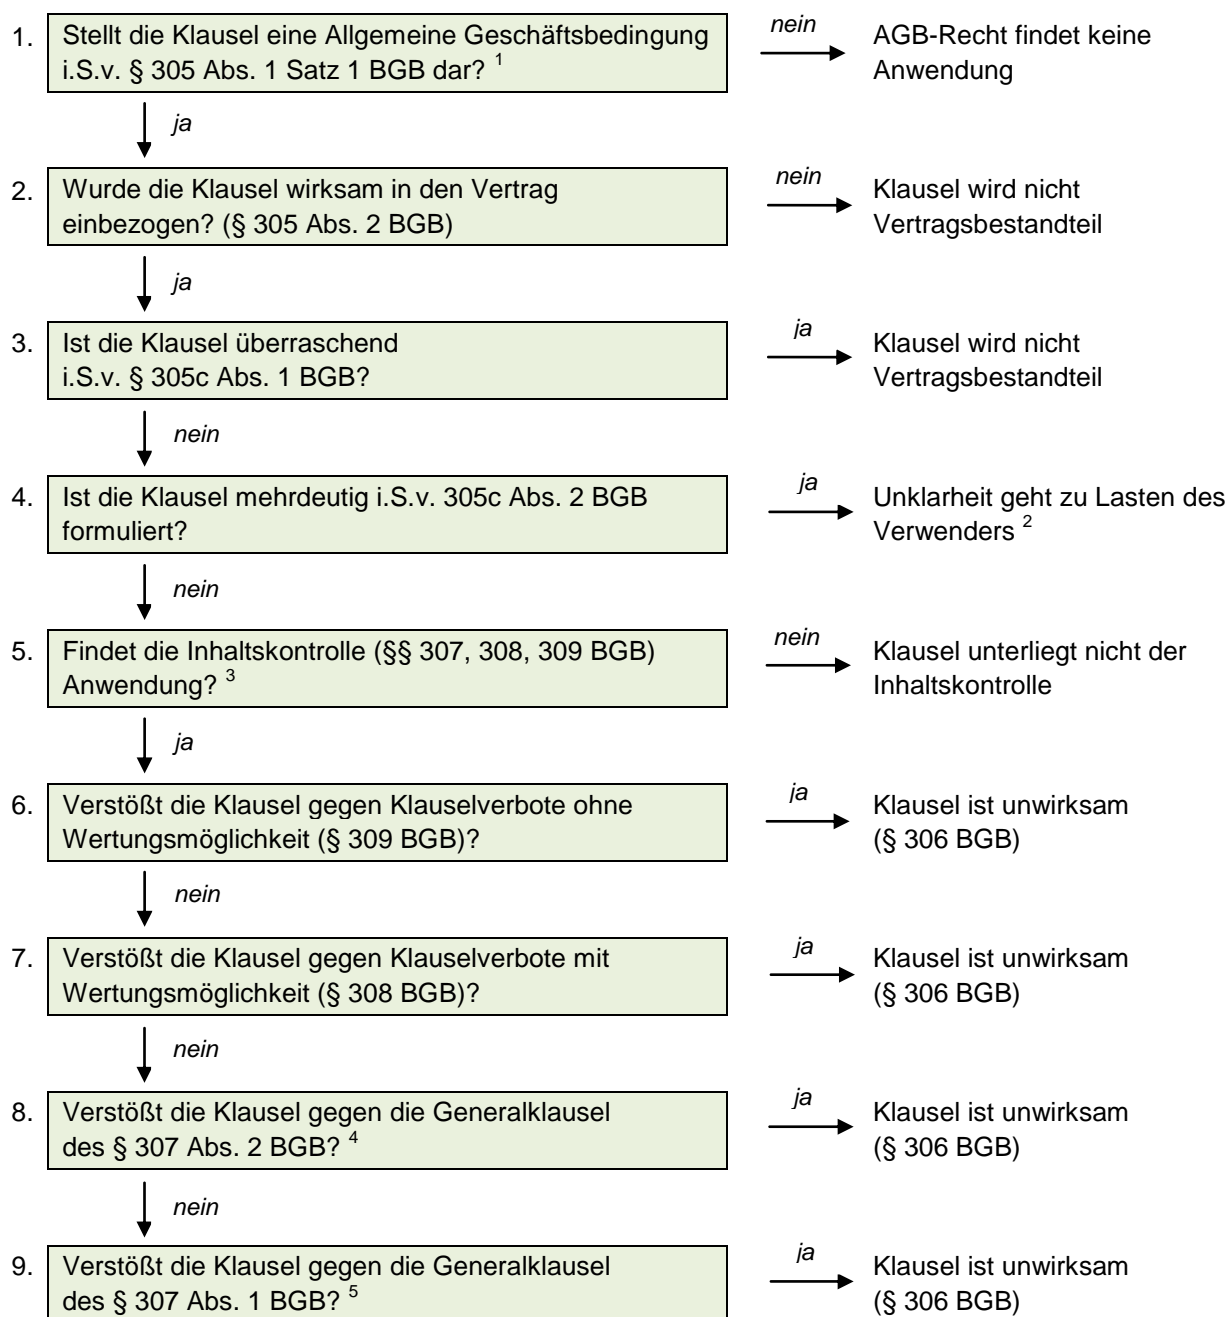 1. Stellt die Klausel eine Allgemeine Geschäftsbedingung
i.S.v. § 305 Abs. 1 Satz 1 BGB dar? 1
nein
AGB-Recht findet keine
Anwendung
ja
2. Wurde die Klausel wirksam in den Vertrag
einbezogen? (§ 305 Abs. 2 BGB)
nein
Klausel wird nicht
Vertragsbestandteil
ja
3. Ist die Klausel überraschend
i.S.v. § 305c Abs. 1 BGB?
ja
Klausel wird nicht
Vertragsbestandteil
nein
4. Ist die Klausel mehrdeutig i.S.v. 305c Abs. 2 BGB
formuliert?
ja
Unklarheit geht zu Lasten des
Verwenders 2
nein
5. Findet die Inhaltskontrolle (§§ 307, 308, 309 BGB)
Anwendung? 3
nein
Klausel unterliegt nicht der
Inhaltskontrolle
ja
6. Verstößt die Klausel gegen Klauselverbote ohne
Wertungsmöglichkeit (§ 309 BGB)?
ja
Klausel ist unwirksam
(§ 306 BGB)
nein
7. Verstößt die Klausel gegen Klauselverbote mit
Wertungsmöglichkeit (§ 308 BGB)?
ja
Klausel ist unwirksam
(§ 306 BGB)
nein
8. Verstößt die Klausel gegen die Generalklausel
des § 307 Abs. 2 BGB? 4
ja
Klausel ist unwirksam
(§ 306 BGB)
nein
9. Verstößt die Klausel gegen die Generalklausel
des § 307 Abs. 1 BGB? 5
ja
Klausel ist unwirksam
(§ 306 BGB)